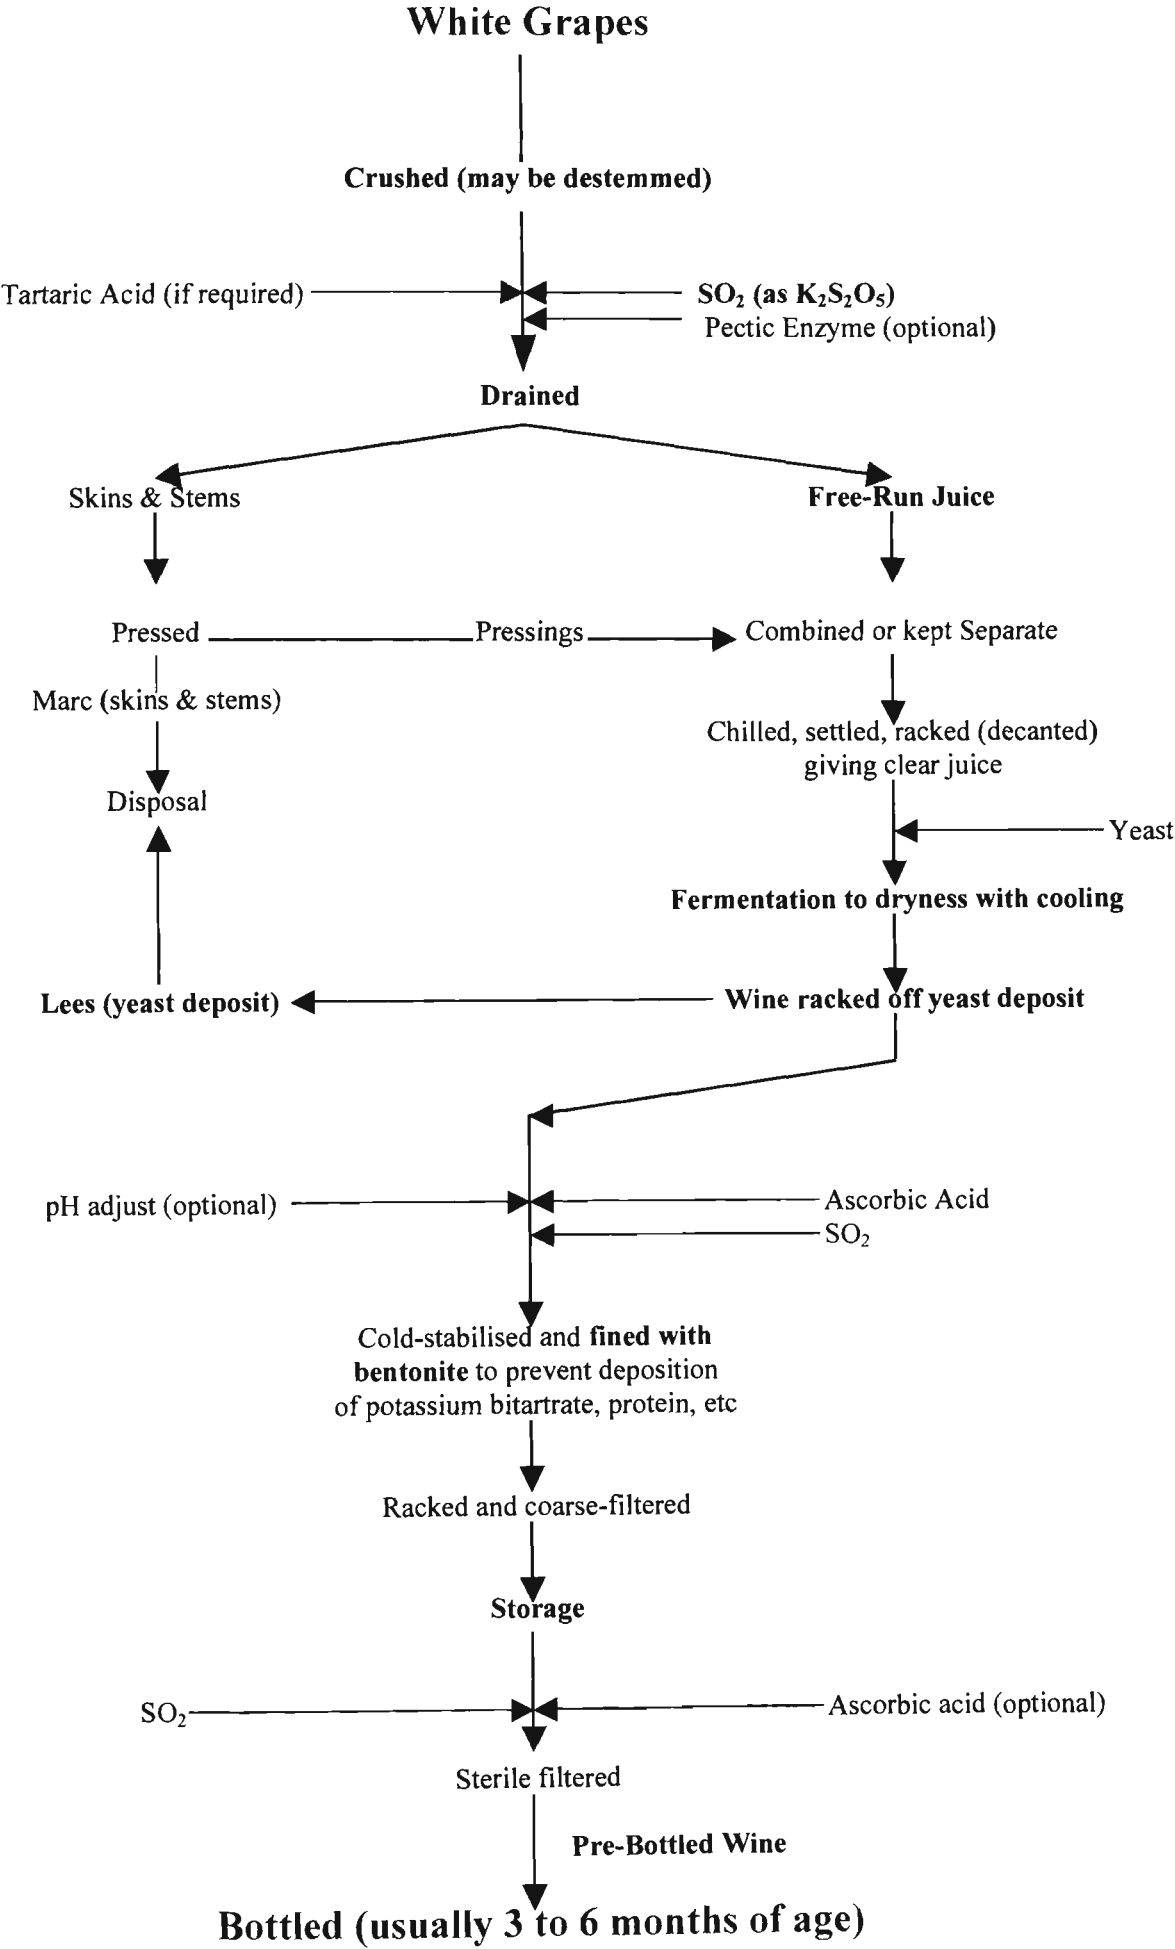 White Grapes
Crushed (may be destemmed)
Tartaric Acid (if required)
SO₂ (as K₂S₂O₅)
Pectic Enzyme (optional)
Drained
Skins & Stems
Free-Run Juice
Pressed
Pressings
Combined or kept Separate
Marc (skins & stems)
Chilled, settled, racked (decanted)
giving clear juice
Disposal
Yeast
Fermentation to dryness with cooling
Lees (yeast deposit)
Wine racked off yeast deposit
pH adjust (optional)
Ascorbic Acid
SO₂
Cold-stabilised and fined with
bentonite to prevent deposition
of potassium bitartrate, protein, etc
Racked and coarse-filtered
Storage
SO₂
Ascorbic acid (optional)
Sterile filtered
Pre-Bottled Wine
Bottled (usually 3 to 6 months of age)